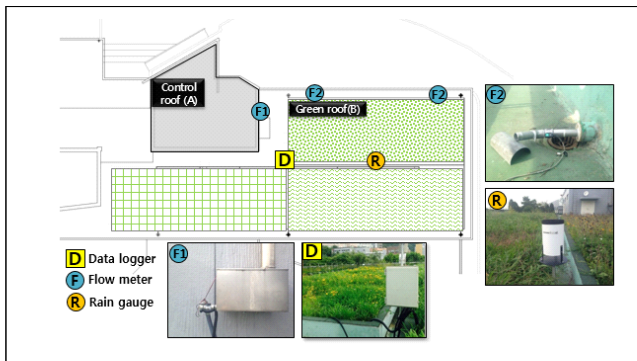 Control
roof (A)
F1
F2
F2
Green roof(B)
D
R
F2
R
D Data logger
F Flow meter
R Rain gauge
F1
D